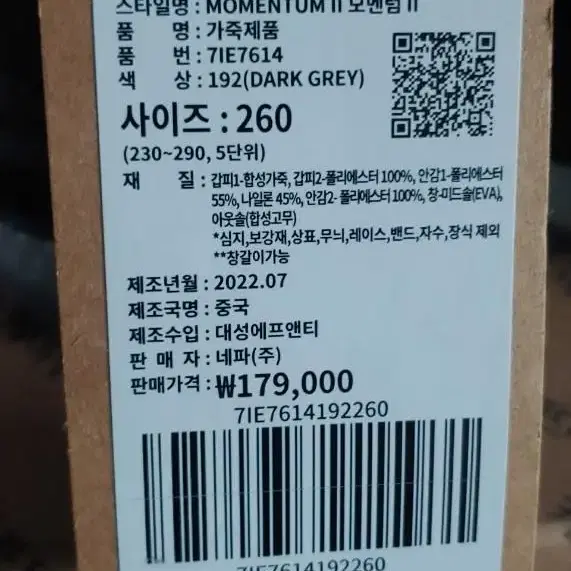 스타일명 : MOMENTUM II 모멘텀 II
품 명 : 가죽제품
품 번 : 7IE7614
색 상 : 192(DARK GREY)
사이즈 : 260
(230~290, 5단위)
재 질 : 갑피1-합성가죽, 갑피2-폴리에스터 100%, 안감1-폴리에스터
55%, 나일론 45%, 안감2- 폴리에스터 100%, 창-미드솔(EVA),
아웃솔(합성고무)
*심지,보강재,상표,무늬,레이스,밴드,자수,장식 제외
**창갈이가능
제조년월 : 2022.07
제조국명 : 중국
제조수입 : 대성에프앤티
판 매 자 : 네파(주)
판매가격 : ₩179,000
7IE7614192260
7IE7614192260